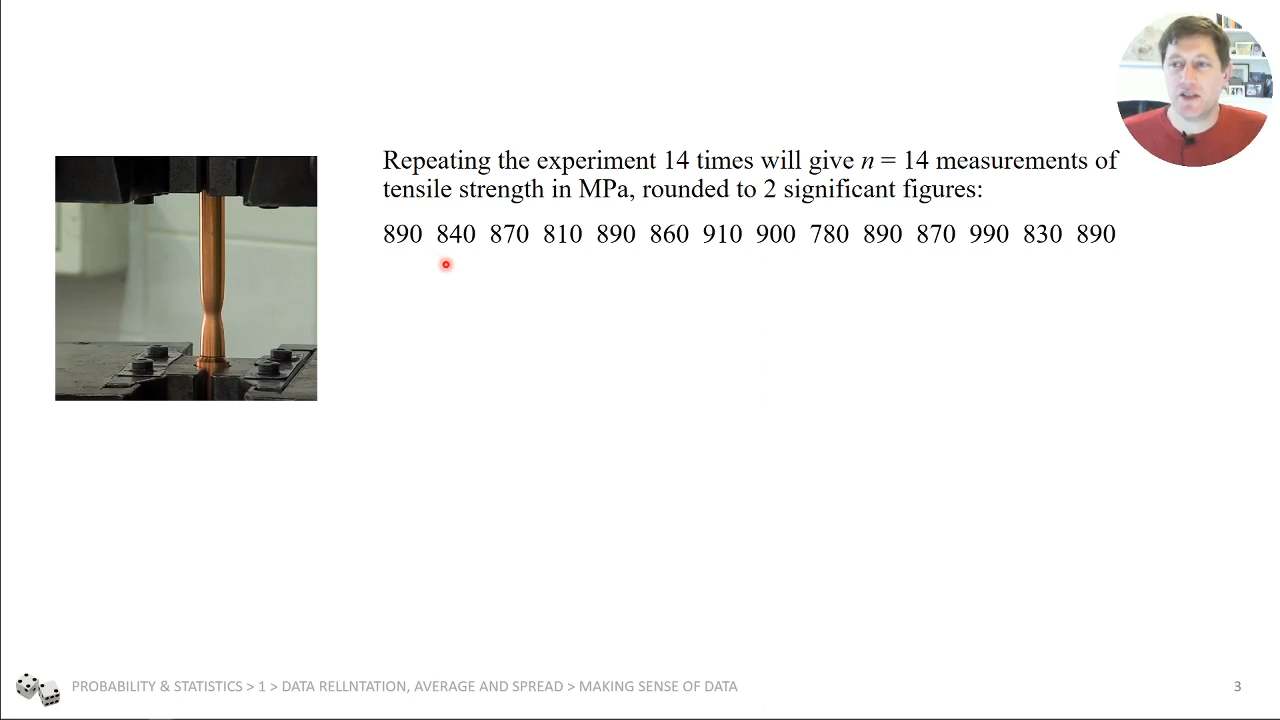 Repeating the experiment 14 times will give n = 14 measurements of
tensile strength in MPa, rounded to 2 significant figures:
890 840 870 810 890 860 910 900 780 890 870 990 830 890
PROBABILITY & STATISTICS > 1 > DATA RELLNTATION, AVERAGE AND SPREAD > MAKING SENSE OF DATA
3